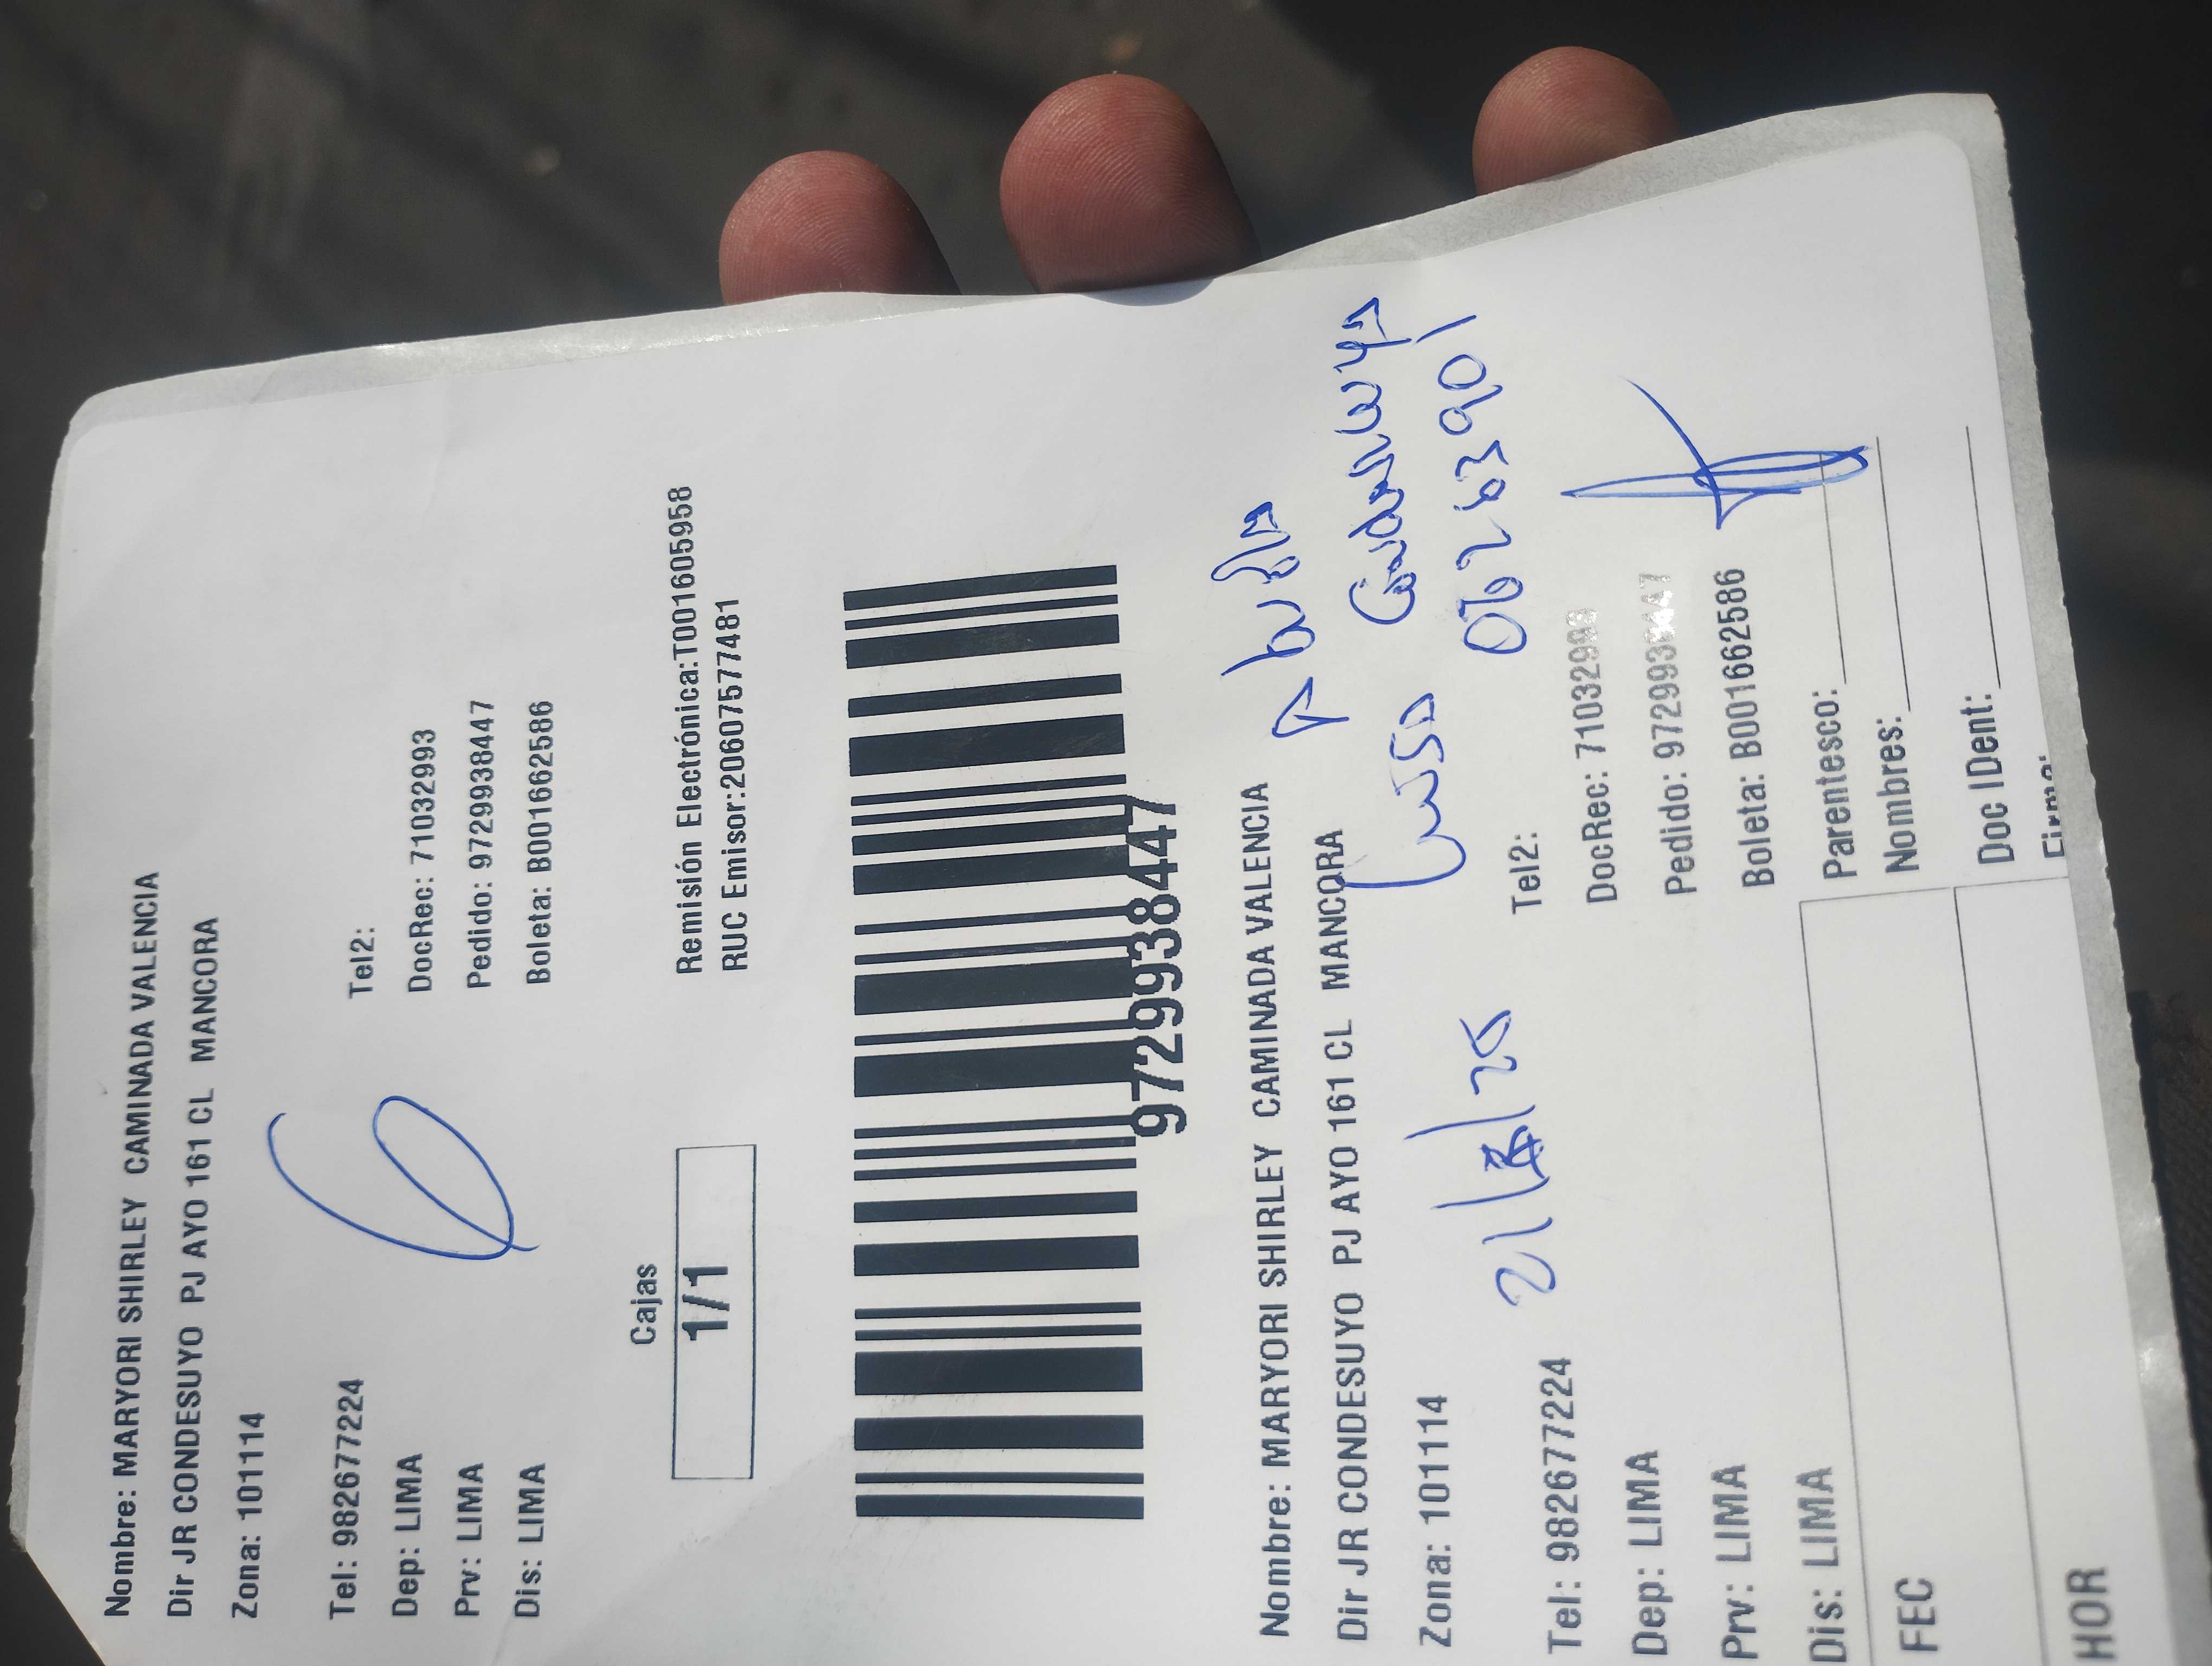 Nombre: MARYORI SHIRLEY CAMINADA VALENCIA
Dir JR CONDESUYO PJ AYO 161 CL MANCORA
Zona: 101114
Tel: 982677224 Tel2:
Dep: LIMA DocRec: 71032993
Prv: LIMA Pedido: 9729938447
Dis: LIMA Boleta: B001662586
Cajas
1/1
Remisión Electrónica:T001605958
RUC Emisor:20607577481
9729938447
Nombre: MARYORI SHIRLEY CAMINADA VALENCIA
Dir JR CONDESUYO PJ AYO 161 CL MANCORA
Zona: 101114
Luisa
Tel: 982677224 Tel2:
Dep: LIMA DocRec: 71032993
Prv: LIMA Pedido: 9729938447
Dis: LIMA Boleta: B001662586
FEC
HOR
Parentesco:
Nombres:
Doc IDent:
Firma: